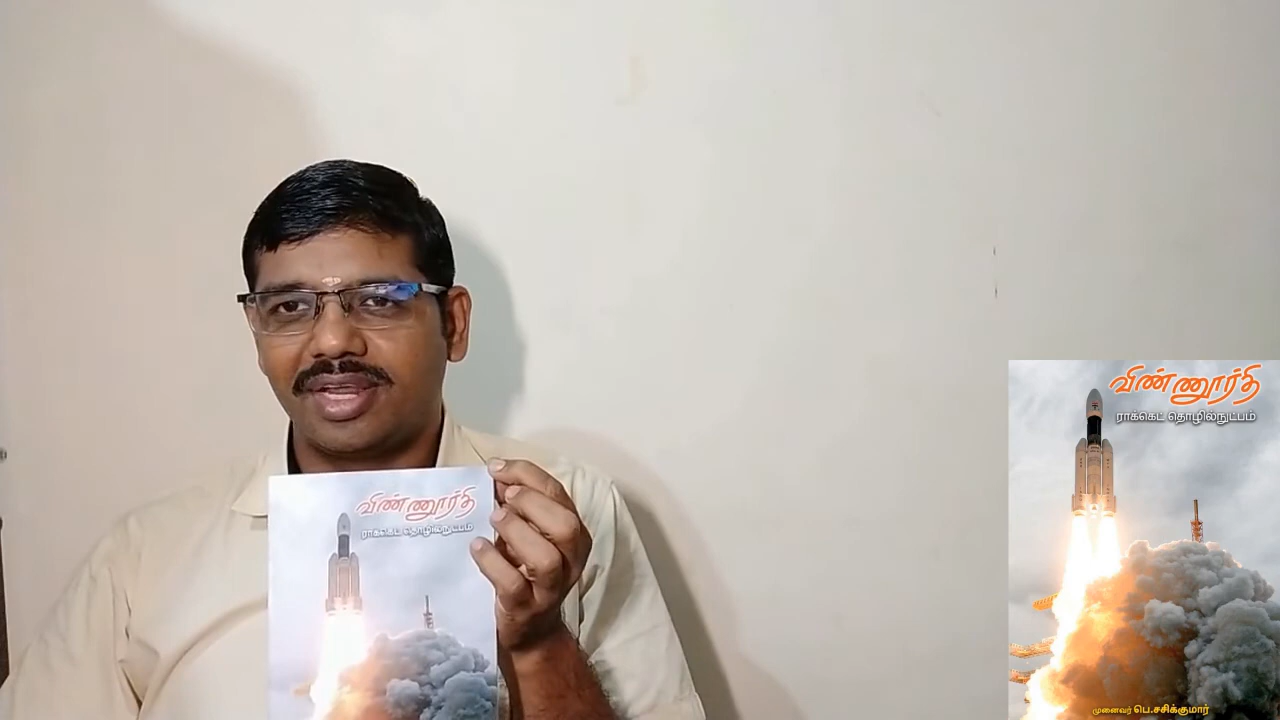 விண்ணூர்தி
ராக்கெட் தொழில்நுட்பம்
விண்ணூர்தி
ராக்கெட் தொழில்நுட்பம்
முனைவர் பெ.சசிக்குமார்